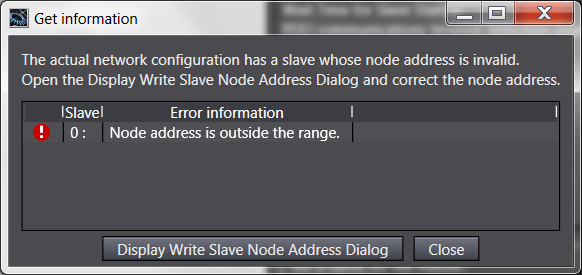 Get information
The actual network configuration has a slave whose node address is invalid.
Open the Display Write Slave Node Address Dialog and correct the node address.
Slave Error information
0 : Node address is outside the range.
Display Write Slave Node Address Dialog Close